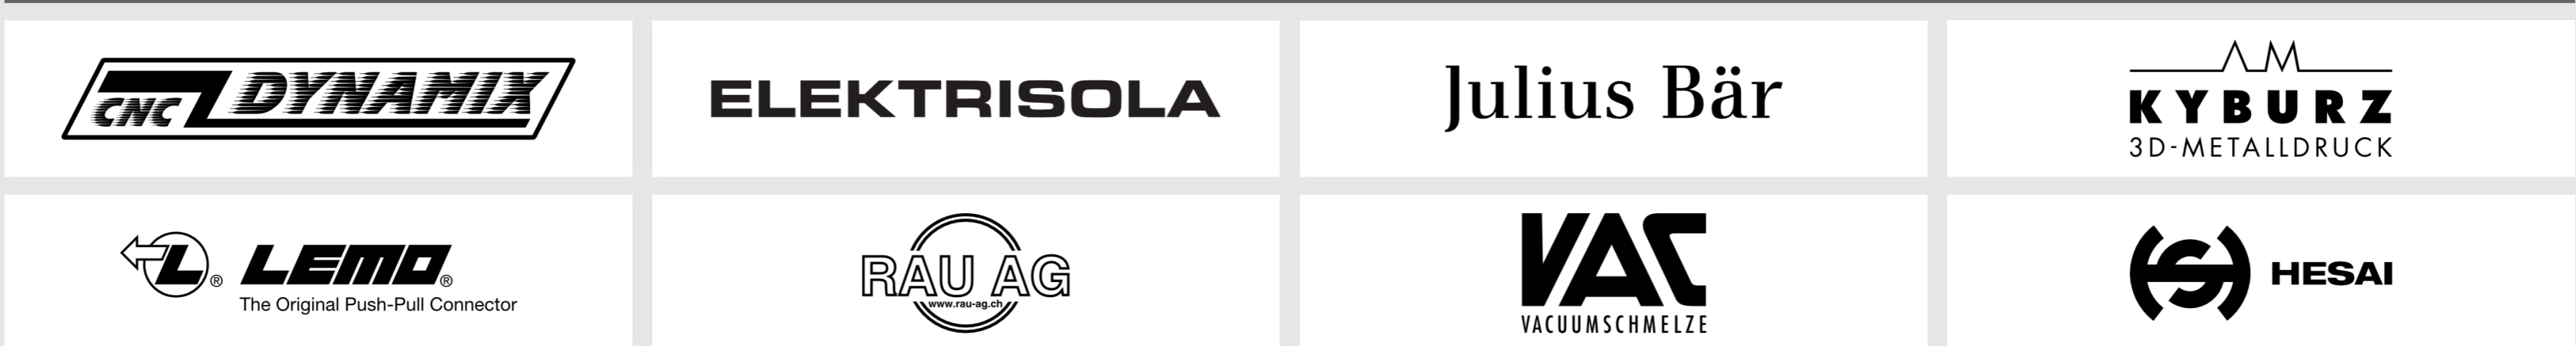 CNC DYNAMIX
ELEKTRISOLA
Julius Bär
KYBURZ
3D-METALLDRUCK
L® LEMO®
The Original Push-Pull Connector
RAU AG
www.rau-ag.ch
VAC
VACUUMSCHMELZE
HESAI